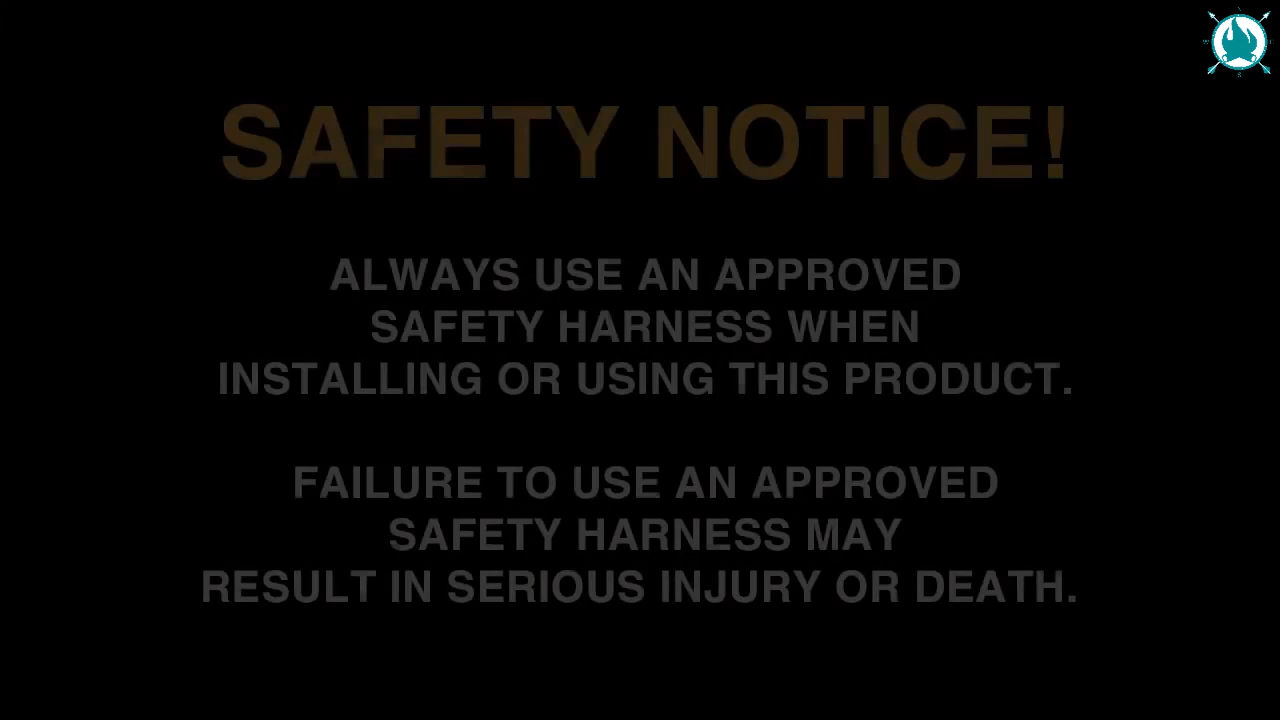 SAFETY NOTICE!
ALWAYS USE AN APPROVED
SAFETY HARNESS WHEN
INSTALLING OR USING THIS PRODUCT.
FAILURE TO USE AN APPROVED
SAFETY HARNESS MAY
RESULT IN SERIOUS INJURY OR DEATH.